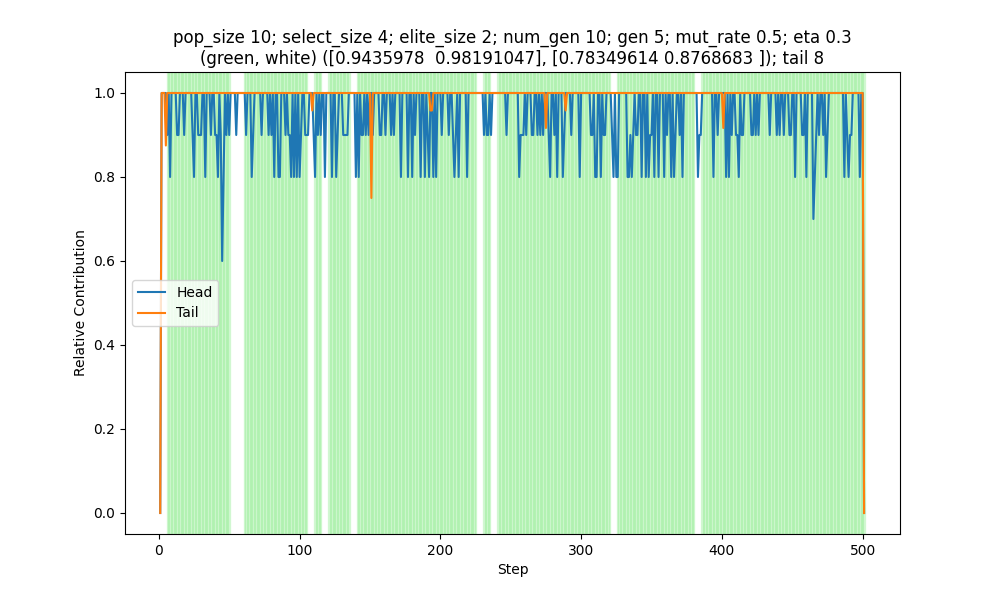 pop_size 10; select_size 4; elite_size 2; num_gen 10; gen 5; mut_rate 0.5; eta 0.3
(green, white) ([0.9435978  0.98191047], [0.78349614 0.8768683 ]); tail 8
1.0
0.8
0.6
0.4
0.2
0.0
Relative Contribution
Head
Tail
0
100
200
300
400
500
Step